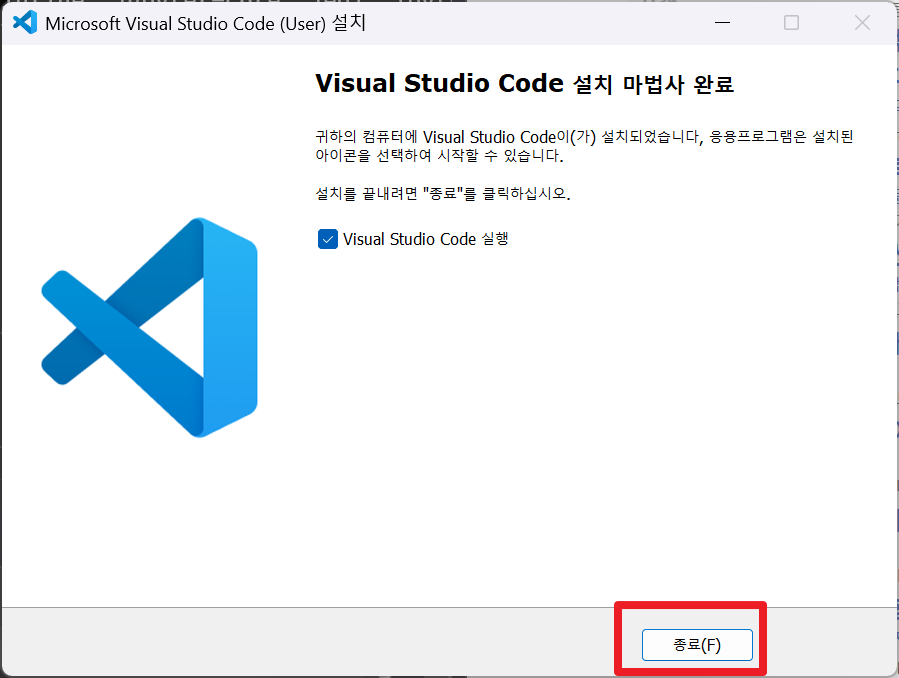 Microsoft Visual Studio Code (User) 설치
Visual Studio Code 설치 마법사 완료
귀하의 컴퓨터에 Visual Studio Code이(가) 설치되었습니다, 응용프로그램은 설치된
아이콘을 선택하여 시작할 수 있습니다.
설치를 끝내려면 "종료"를 클릭하십시오.
Visual Studio Code 실행
종료(F)